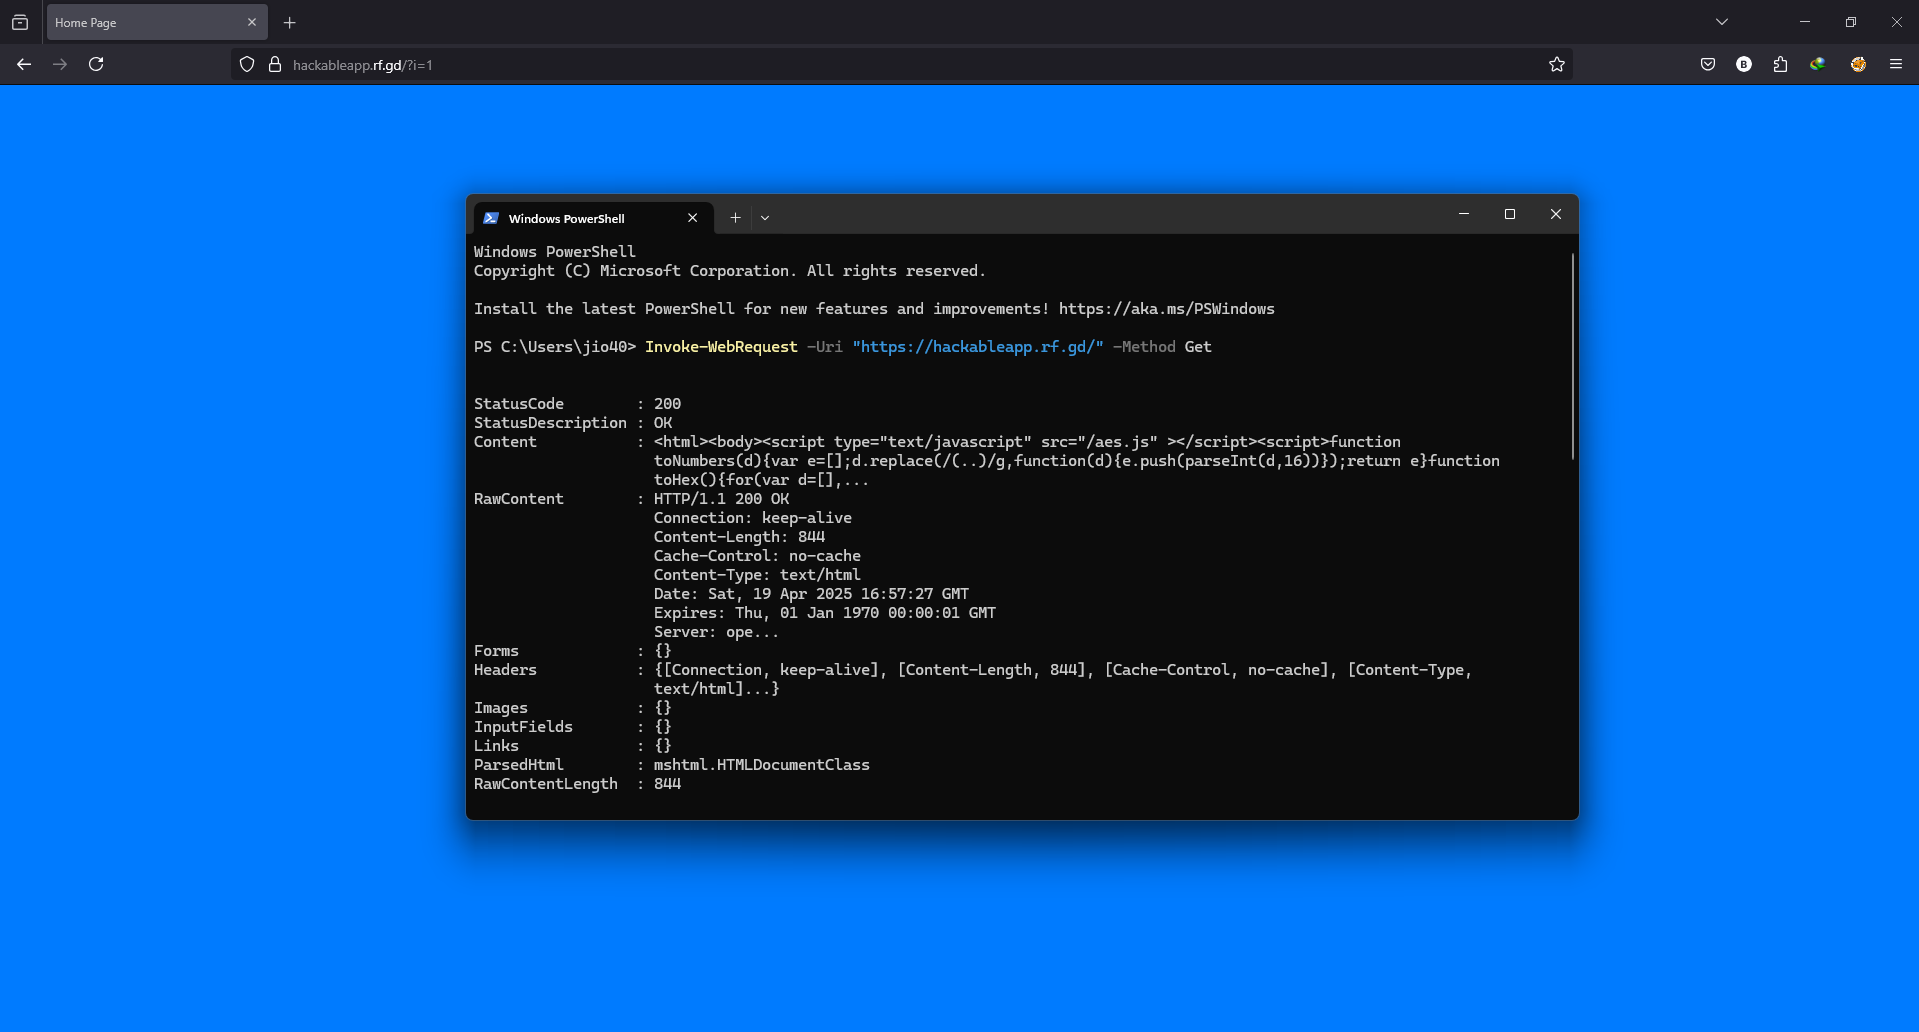 Home Page
hackableapp.rf.gd/?i=1
B
Windows PowerShell
Windows PowerShell
Copyright (C) Microsoft Corporation. All rights reserved.
Install the latest PowerShell for new features and improvements! https://aka.ms/PSWindows
PS C:\Users\jio40> Invoke-WebRequest -Uri "https://hackableapp.rf.gd/" -Method Get
StatusCode : 200
StatusDescription : OK
Content : <html><body><script type="text/javascript" src="/aes.js" ></script><script>function
toNumbers(d){var e=[];d.replace(/(..)/g,function(d){e.push(parseInt(d,16))});return e}function
toHex(){for(var d=[],...
RawContent : HTTP/1.1 200 OK
Connection: keep-alive
Content-Length: 844
Cache-Control: no-cache
Content-Type: text/html
Date: Sat, 19 Apr 2025 16:57:27 GMT
Expires: Thu, 01 Jan 1970 00:00:01 GMT
Server: ope...
Forms : {}
Headers : {[Connection, keep-alive], [Content-Length, 844], [Cache-Control, no-cache], [Content-Type,
text/html]...}
Images : {}
InputFields : {}
Links : {}
ParsedHtml : mshtml.HTMLDocumentClass
RawContentLength : 844